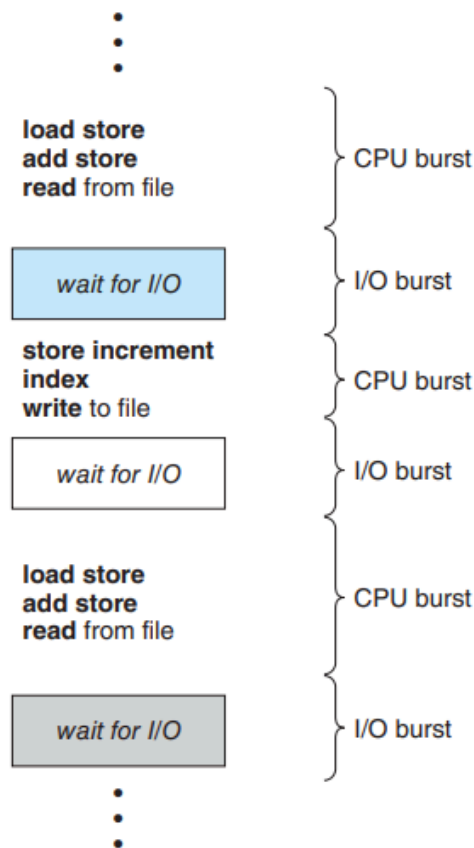 load store
add store
read from file
CPU burst
wait for I/O
I/O burst
store increment
index
write to file
CPU burst
wait for I/O
I/O burst
load store
add store
read from file
CPU burst
wait for I/O
I/O burst